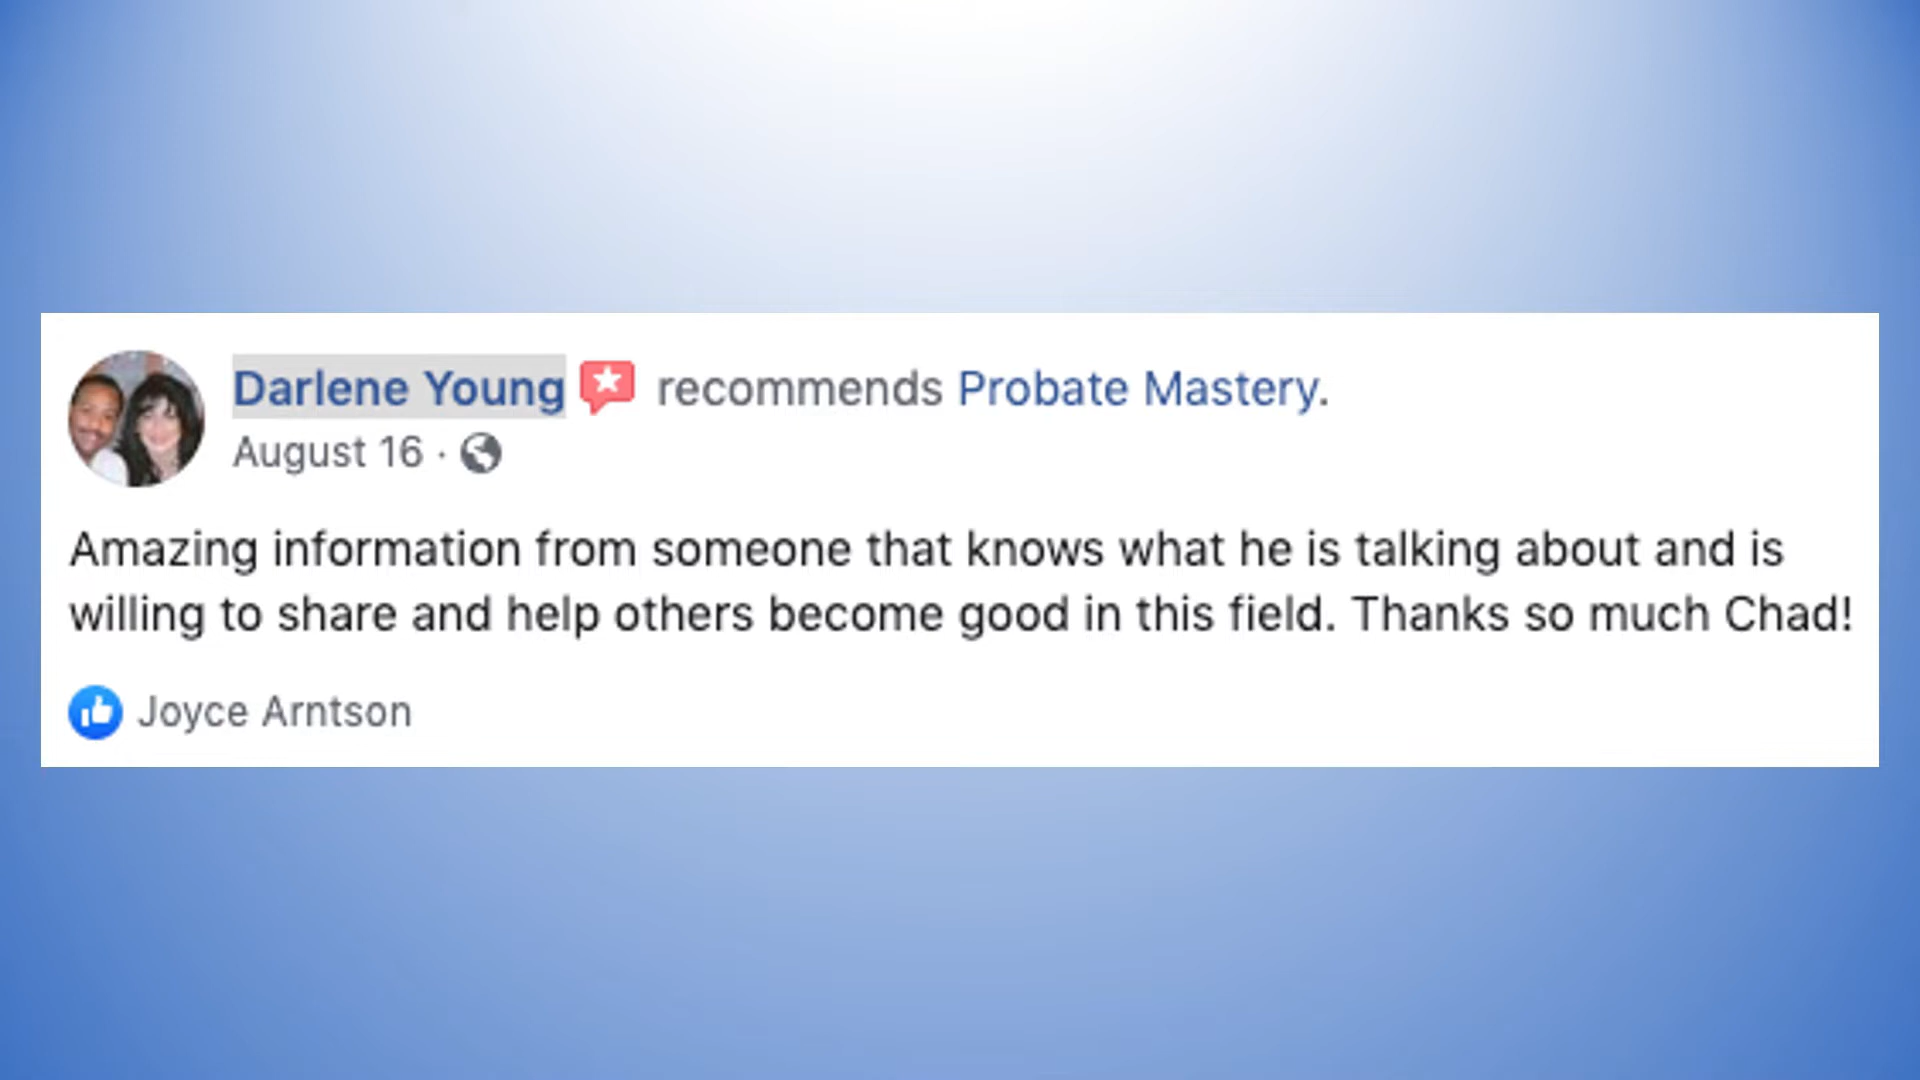 Darlene Young recommends Probate Mastery.
August 16 ·
Amazing information from someone that knows what he is talking about and is
willing to share and help others become good in this field. Thanks so much Chad!
Joyce Arntson